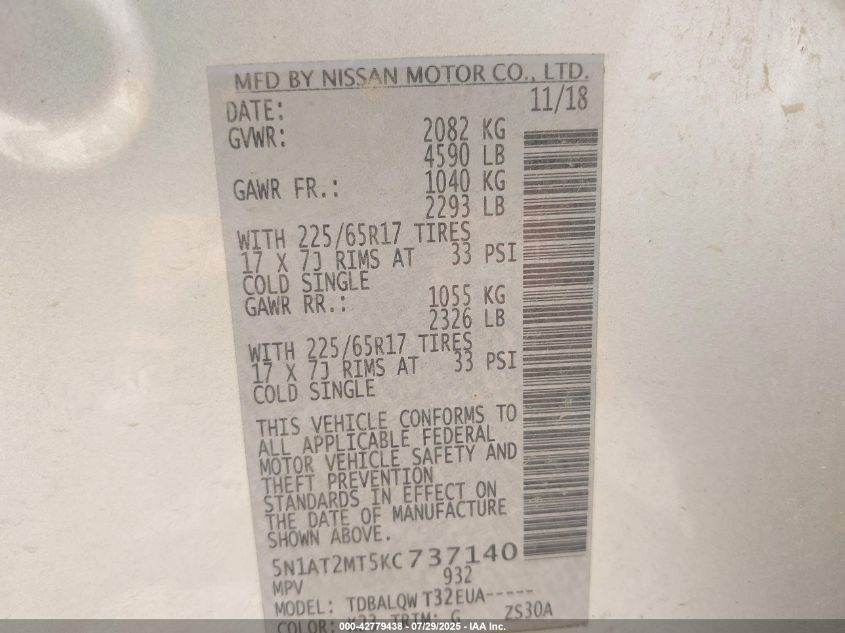 MFD BY NISSAN MOTOR CO., LTD.
DATE: 11/18
GVWR: 2082 KG
4590 LB
GAWR FR.: 1040 KG
2293 LB
WITH 225/65R17 TIRES
17 X 7J RIMS AT 33 PSI
COLD SINGLE
GAWR RR.: 1055 KG
2326 LB
WITH 225/65R17 TIRES
17 X 7J RIMS AT 33 PSI
COLD SINGLE
THIS VEHICLE CONFORMS TO
ALL APPLICABLE FEDERAL
MOTOR VEHICLE SAFETY AND
THEFT PREVENTION
STANDARDS IN EFFECT ON
THE DATE OF MANUFACTURE
SHOWN ABOVE.
5N1AT2MT5KC737140
MPV 932
MODEL: TDBALQWT32EUA-----
COLOR: TRIM: G ZS30A
000-42779438 - 07/29/2025 - IAA Inc.